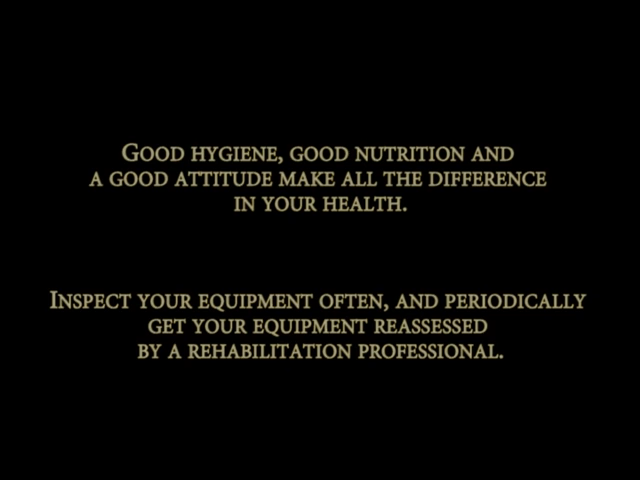 Good hygiene, good nutrition and
a good attitude make all the difference
in your health.
Inspect your equipment often, and periodically
get your equipment reassessed
by a rehabilitation professional.